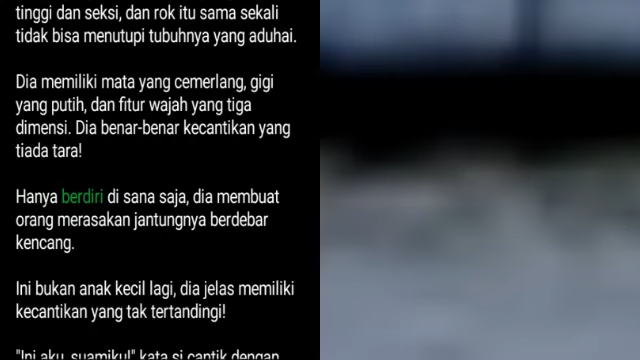 tinggi dan seksi, dan rok itu sama sekali
tidak bisa menutupi tubuhnya yang aduhai.
Dia memiliki mata yang cemerlang, gigi
yang putih, dan fitur wajah yang tiga
dimensi. Dia benar-benar kecantikan yang
tiada tara!
Hanya berdiri di sana saja, dia membuat
orang merasakan jantungnya berdebar
kencang.
Ini bukan anak kecil lagi, dia jelas memiliki
kecantikan yang tak tertandingi!
"Ini aku, suamiku!" kata si cantik dengan